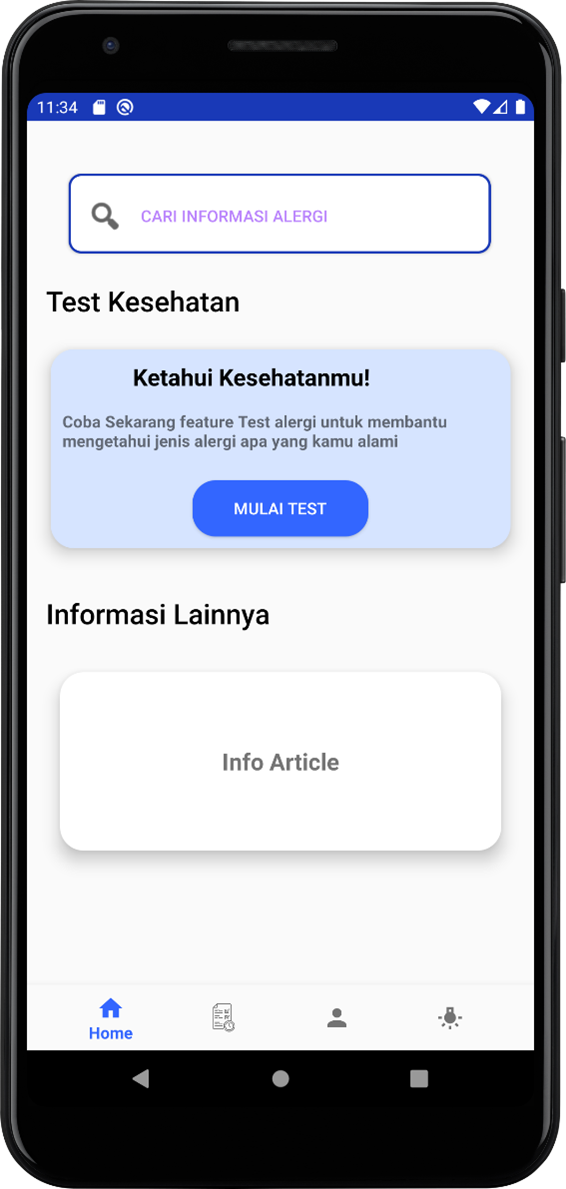 11:34
CARI INFORMASI ALERGI
Test Kesehatan
Ketahui Kesehatanmu!
Coba Sekarang feature Test alergi untuk membantu
mengetahui jenis alergi apa yang kamu alami
MULAI TEST
Informasi Lainnya
Info Article
Home